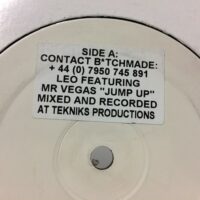 SIDE A:
CONTACT B*TCHMADE:
+ 44 (0) 7950 745 891
LEO FEATURING
MR VEGAS "JUMP UP"
MIXED AND RECORDED
AT TEKNIKS PRODUCTIONS